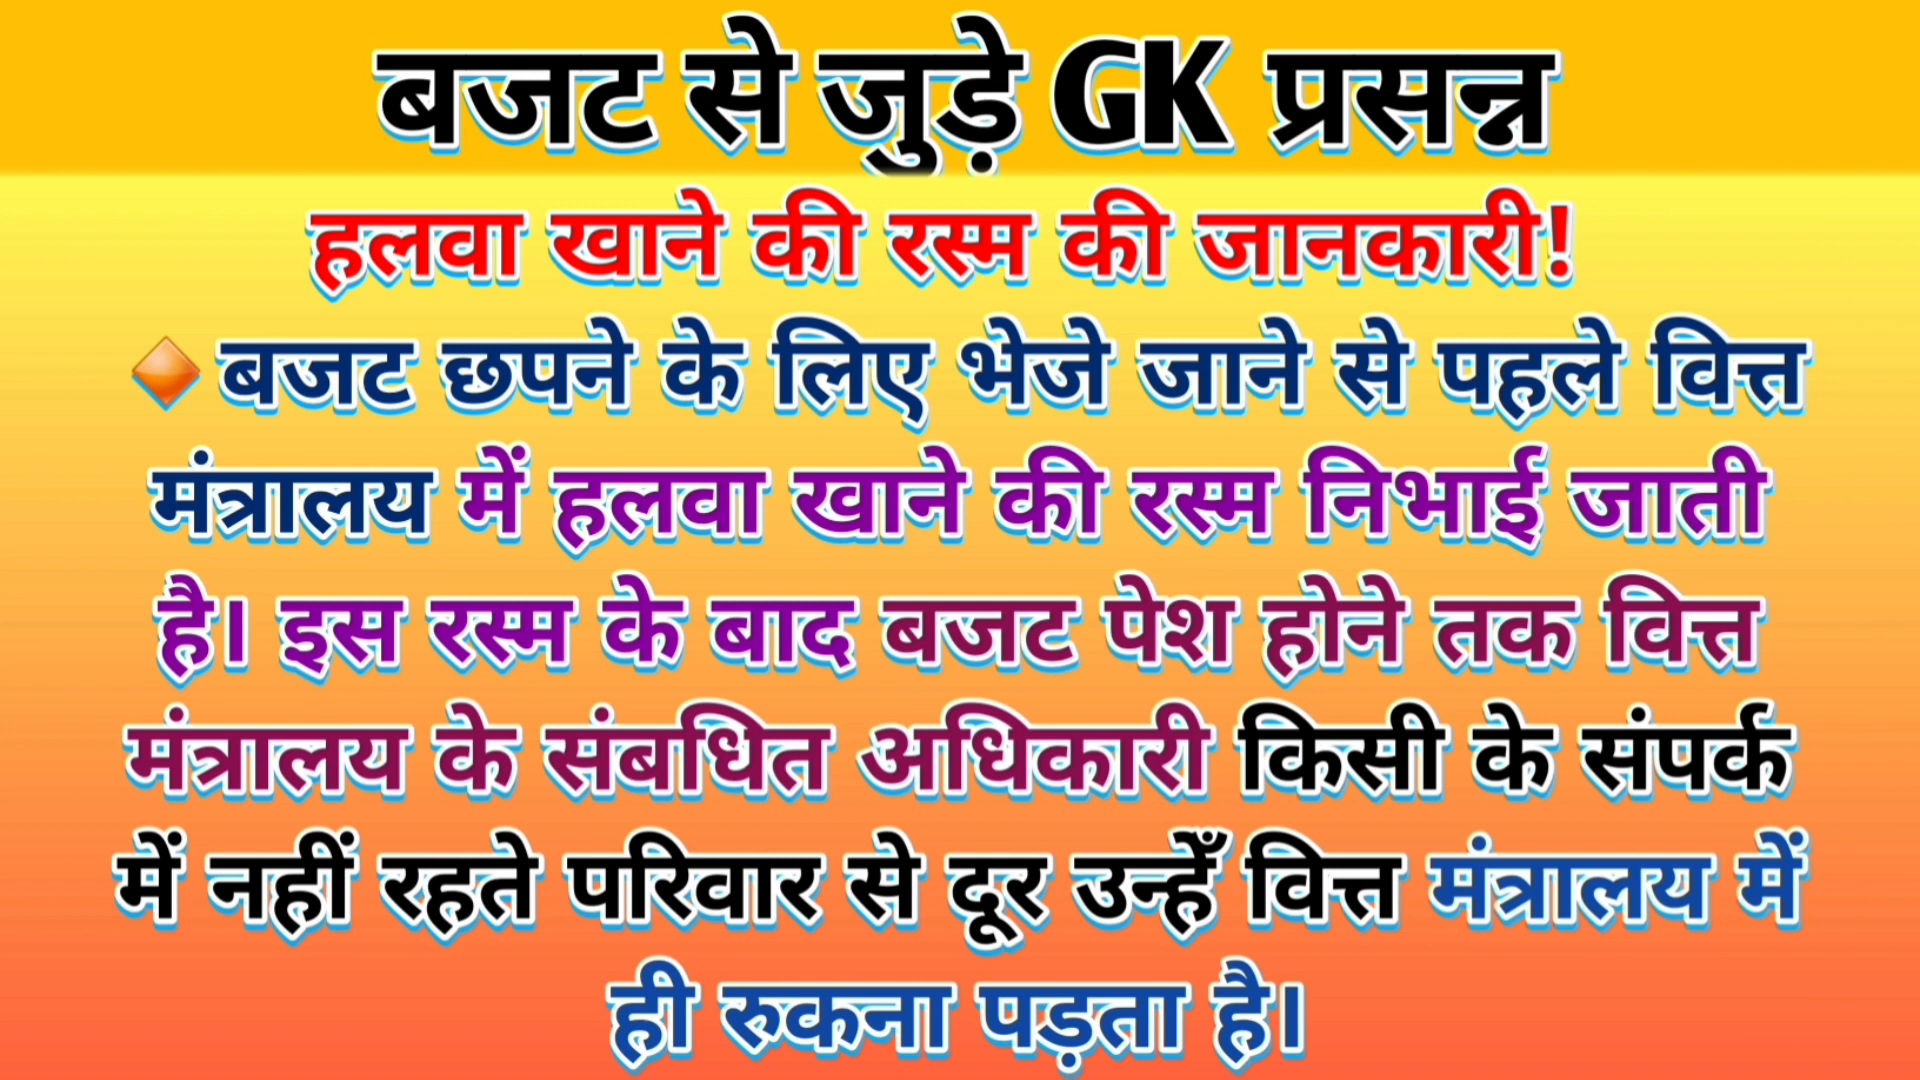 बजट से जुड़े GK प्रसन्न
हलवा खाने की रस्म की जानकारी!
🔸बजट छपने के लिए भेजे जाने से पहले वित्त
मंत्रालय में हलवा खाने की रस्म निभाई जाती
है। इस रस्म के बाद बजट पेश होने तक वित्त
मंत्रालय के संबधित अधिकारी किसी के संपर्क
में नहीं रहते परिवार से दूर उन्हेँ वित्त मंत्रालय में
ही रुकना पड़ता है।